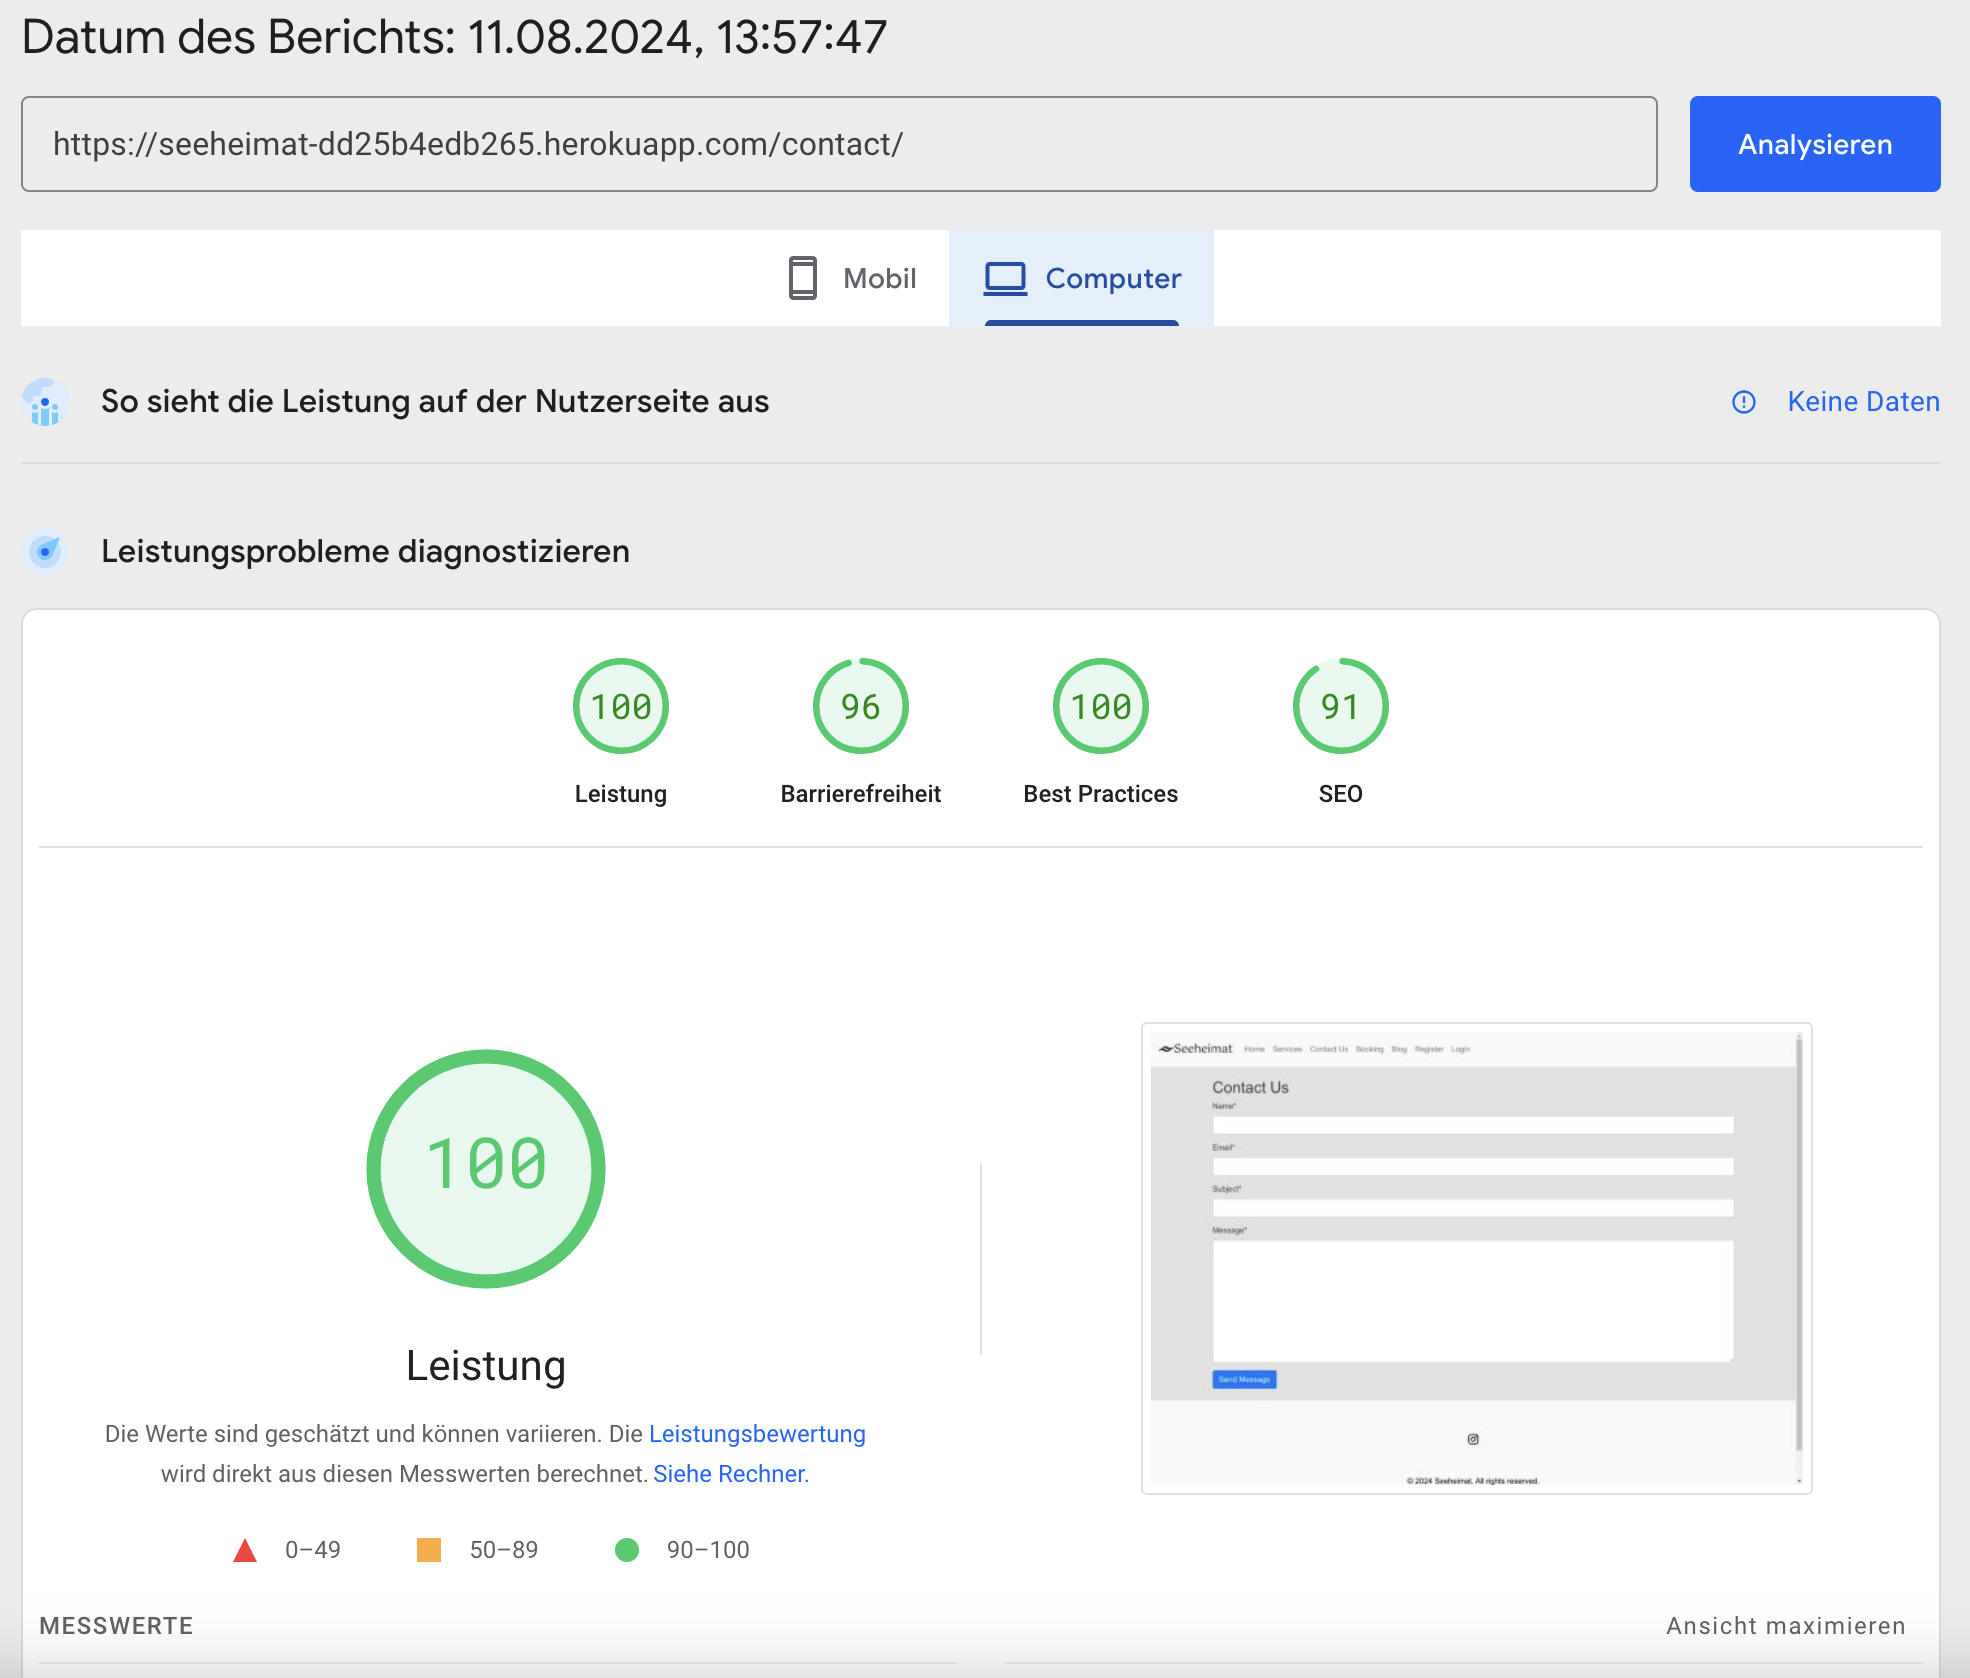 Datum des Berichts: 11.08.2024, 13:57:47
https://seeheimat-dd25b4edb265.herokuapp.com/contact/
Analysieren
Mobil
Computer
So sieht die Leistung auf der Nutzerseite aus
Keine Daten
Leistungsprobleme diagnostizieren
100
96
100
91
Leistung
Barrierefreiheit
Best Practices
SEO
100
Leistung
Die Werte sind geschätzt und können variieren. Die Leistungsbewertung
wird direkt aus diesen Messwerten berechnet. Siehe Rechner.
0–49
50–89
90–100
Seeheimat
Home Services Contact Us Booking Blog Register Login
Contact Us
Name*
Email*
Subject*
Message*
Send Message
© 2024 Seeheimat. All rights reserved.
MESSWERTE
Ansicht maximieren